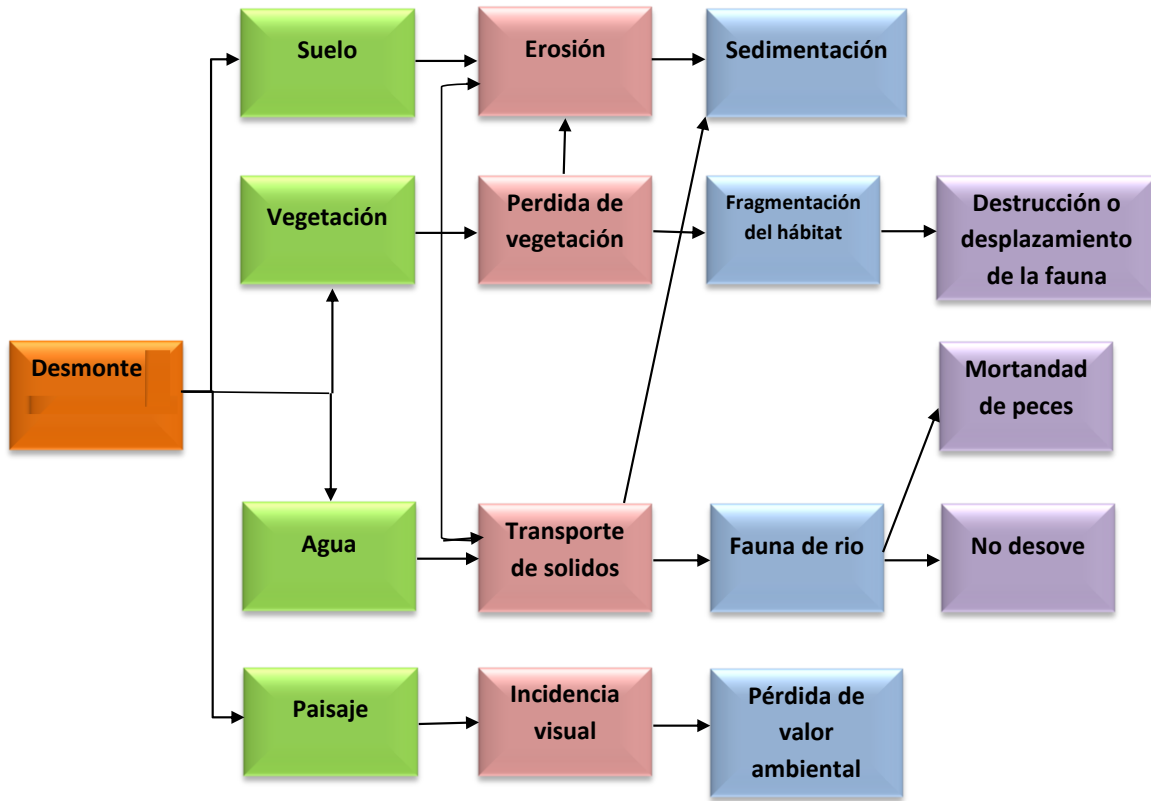 Suelo
Erosión
Sedimentación
Vegetación
Perdida de
vegetación
Fragmentación
del hábitat
Destrucción o
desplazamiento
de la fauna
Desmonte
Mortandad
de peces
Agua
Transporte
de solidos
Fauna de rio
No desove
Paisaje
Incidencia
visual
Pérdida de
valor
ambiental